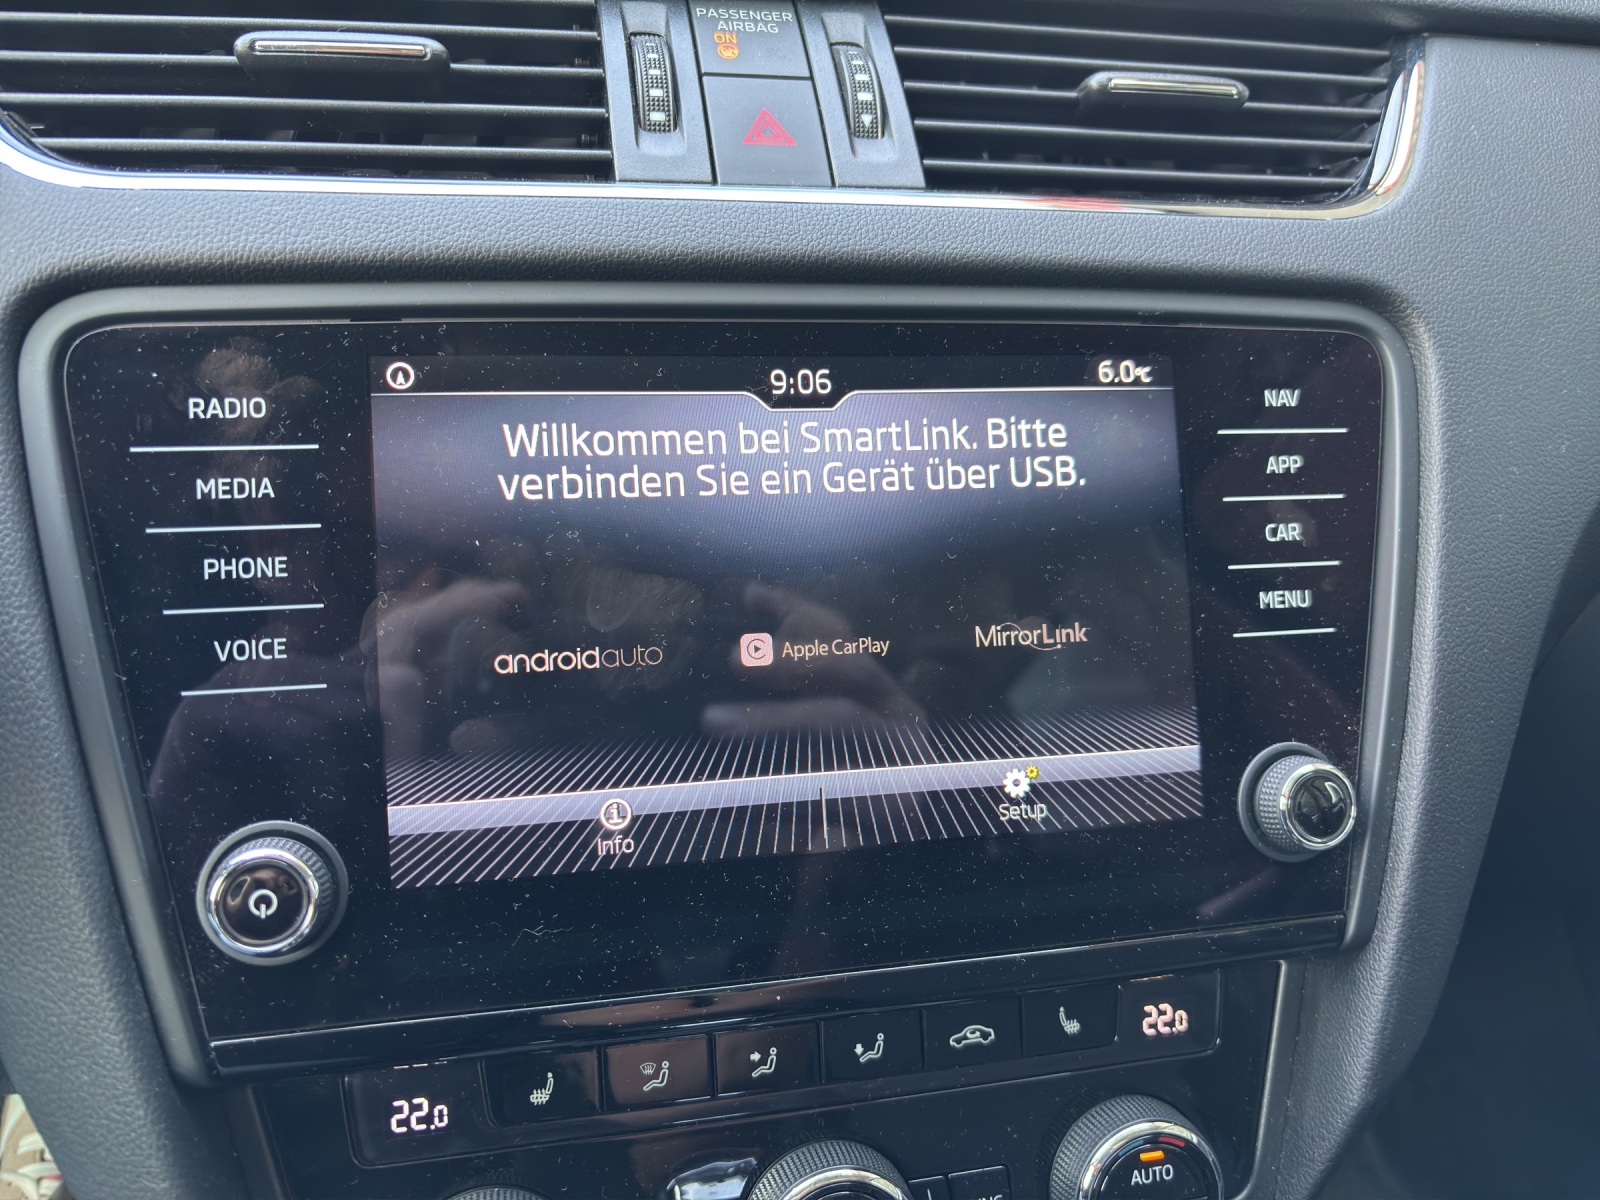 PASSENGER
AIRBAG
ON
9:06
6.0°C
Willkommen bei SmartLink. Bitte
verbinden Sie ein Gerät über USB.
androidauto
Apple CarPlay
MirrorLink
Info
Setup
RADIO
MEDIA
PHONE
VOICE
NAV
APP
CAR
MENU
22.0
22.0
AUTO